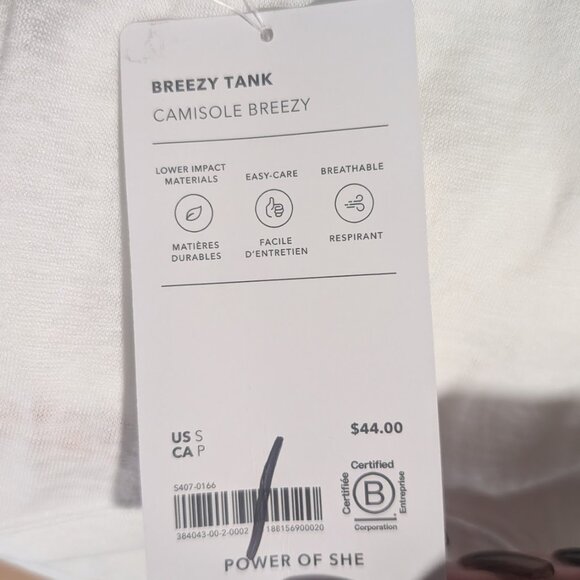 BREEZY TANK
CAMISOLE BREEZY
LOWER IMPACT
MATERIALS
EASY-CARE
BREATHABLE
MATIÈRES
DURABLES
FACILE
D'ENTRETIEN
RESPIRANT
US S
CA P
$44.00
S407-0166
384043-00-2-0002
188156900020
Certified
Certifiée
B
Entreprise
Corporation
POWER OF SHE